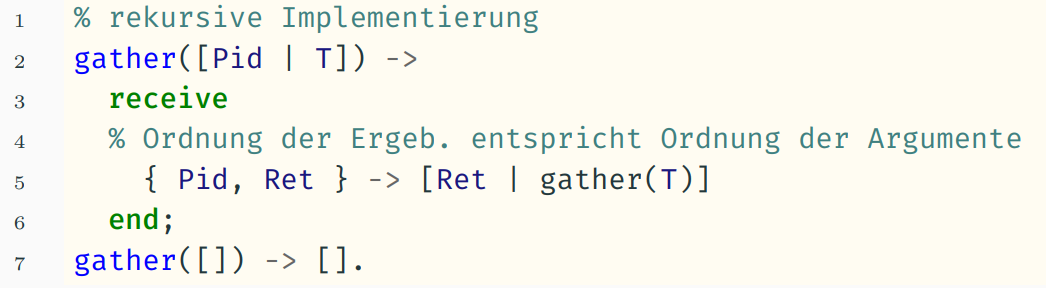 1 % rekursive Implementierung
2 gather([Pid | T]) ->
3 receive
4 % Ordnung der Ergeb. entspricht Ordnung der Argumente
5 { Pid, Ret } -> [Ret | gather(T)]
6 end;
7 gather([]) -> [].